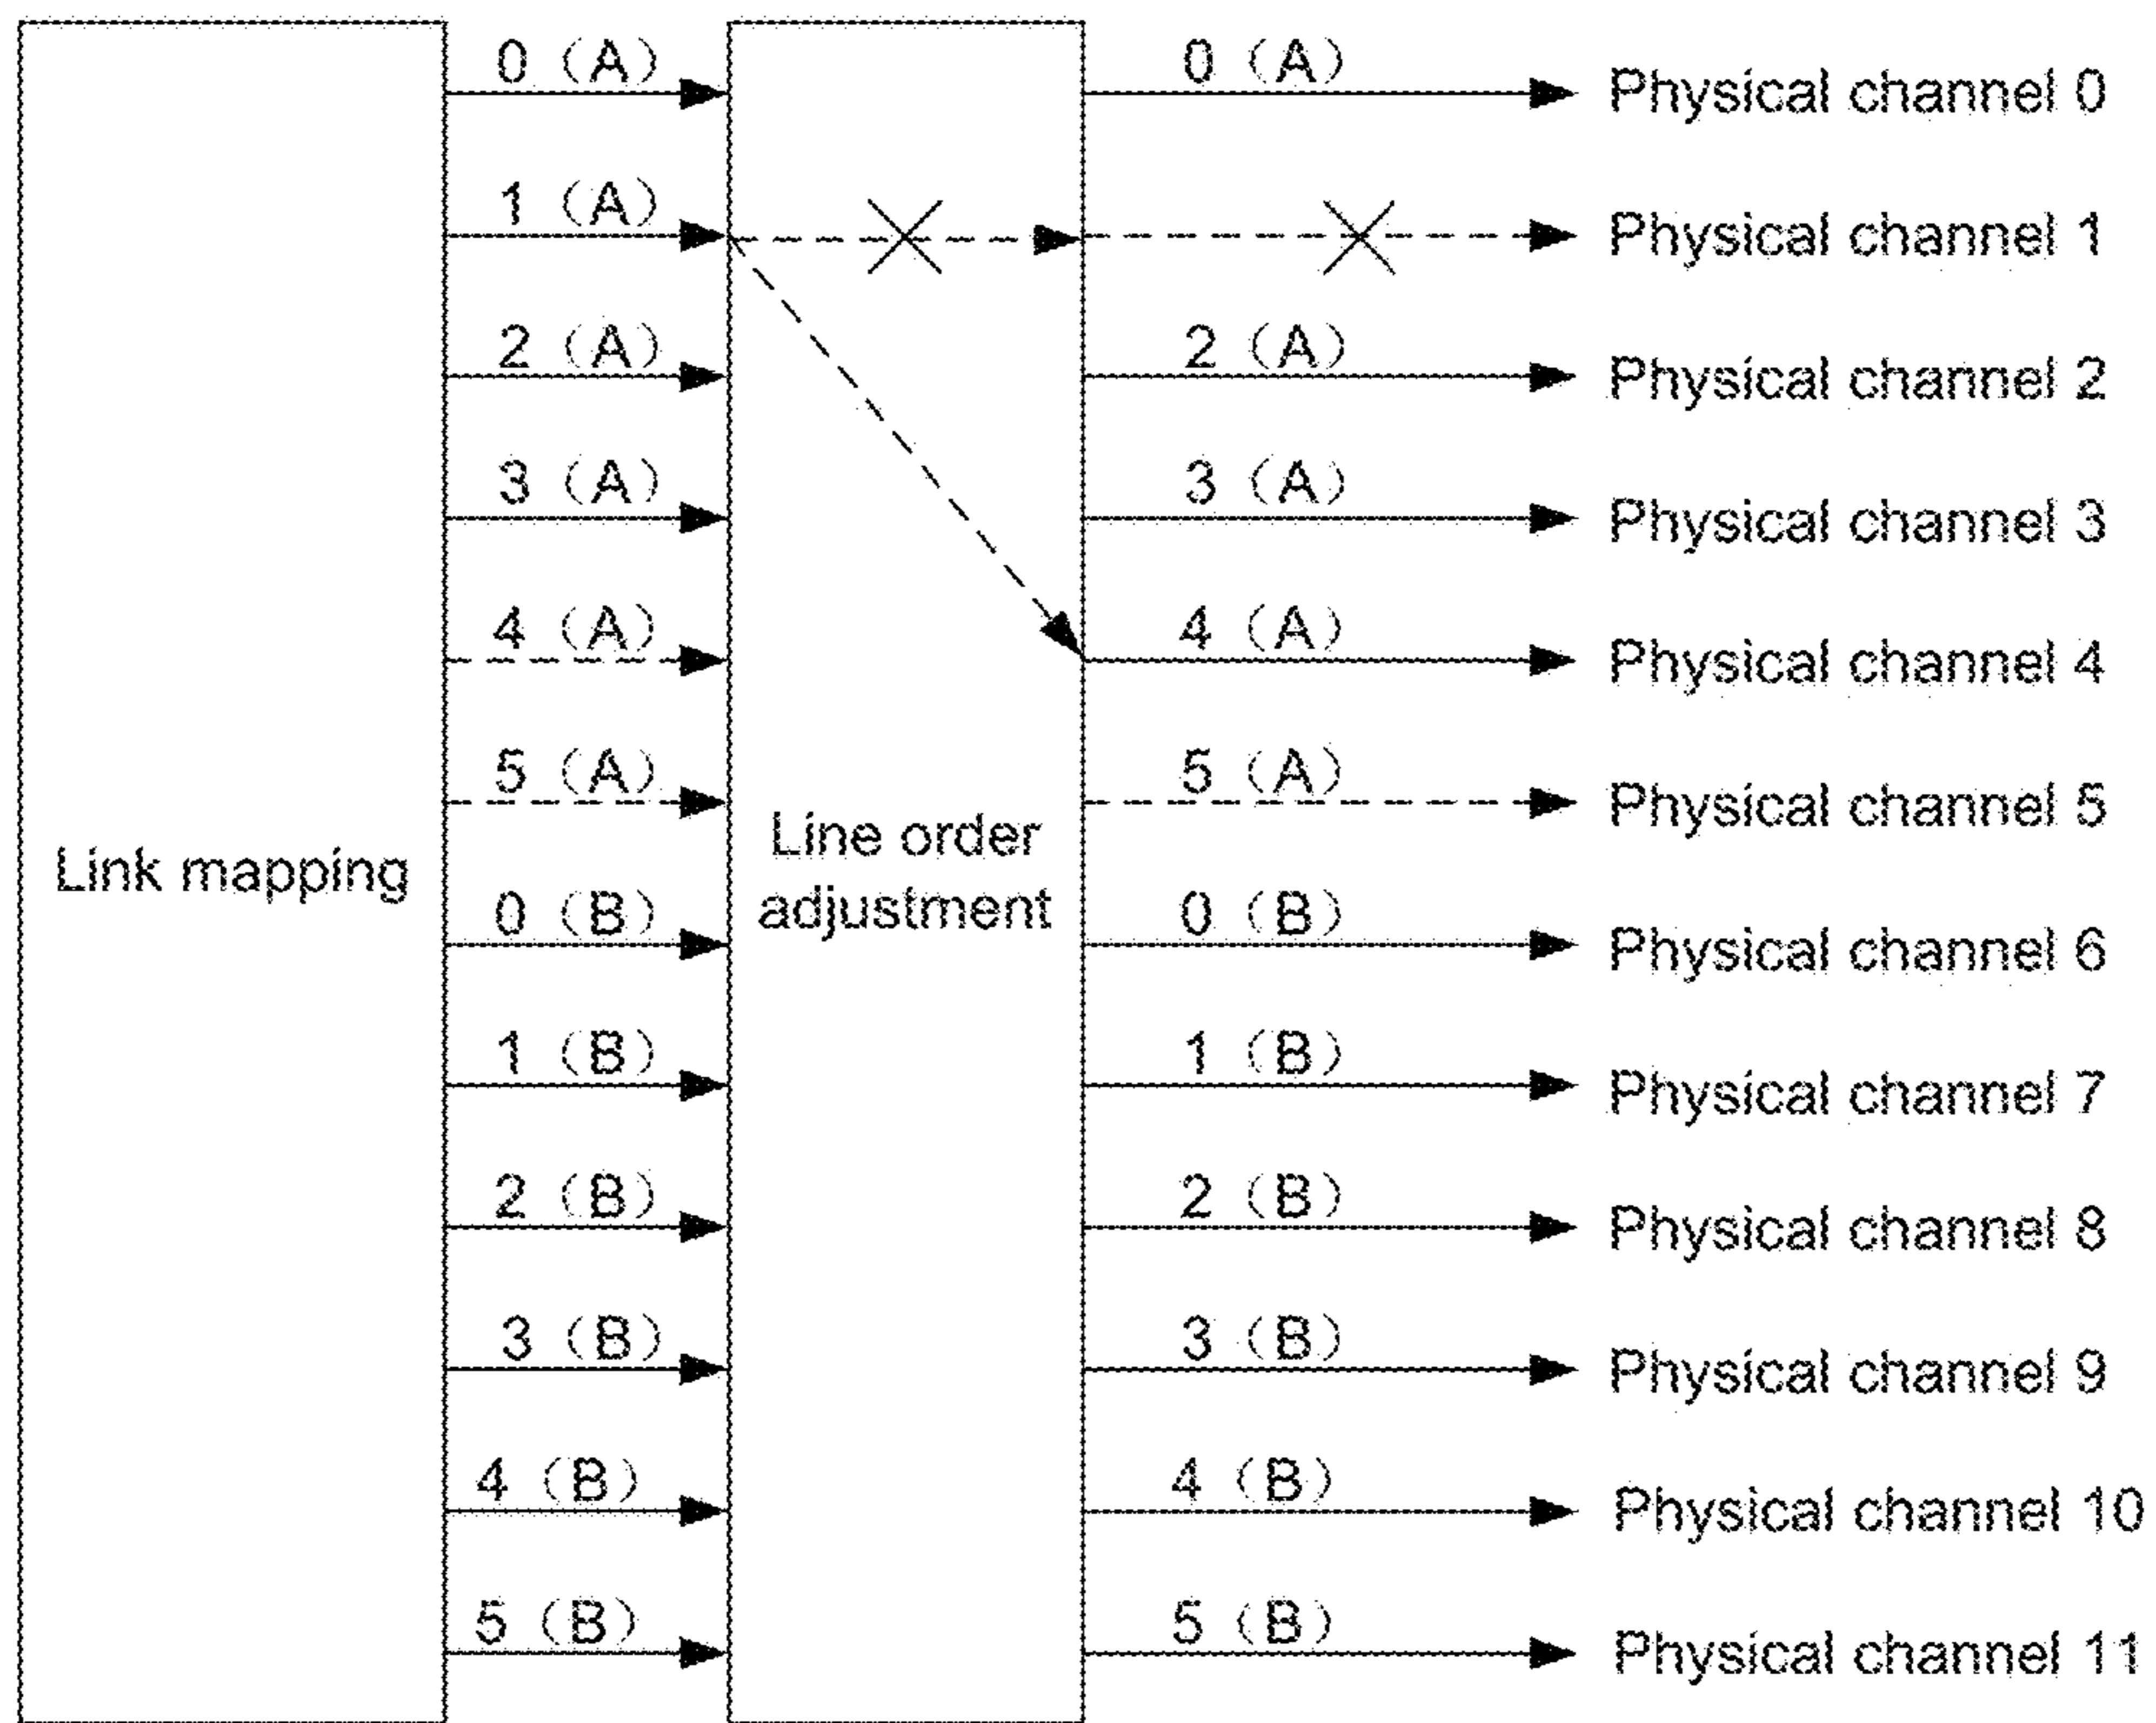 0 (A)
0 (A)
Physical channel 0
1 (A)
Physical channel 1
2 (A)
2 (A)
Physical channel 2
3 (A)
3 (A)
Physical channel 3
4 (A)
4 (A)
Physical channel 4
5 (A)
5 (A)
Physical channel 5
Link mapping
Line order
adjustment
0 (B)
0 (B)
Physical channel 6
1 (B)
1 (B)
Physical channel 7
2 (B)
2 (B)
Physical channel 8
3 (B)
3 (B)
Physical channel 9
4 (B)
4 (B)
Physical channel 10
5 (B)
5 (B)
Physical channel 11